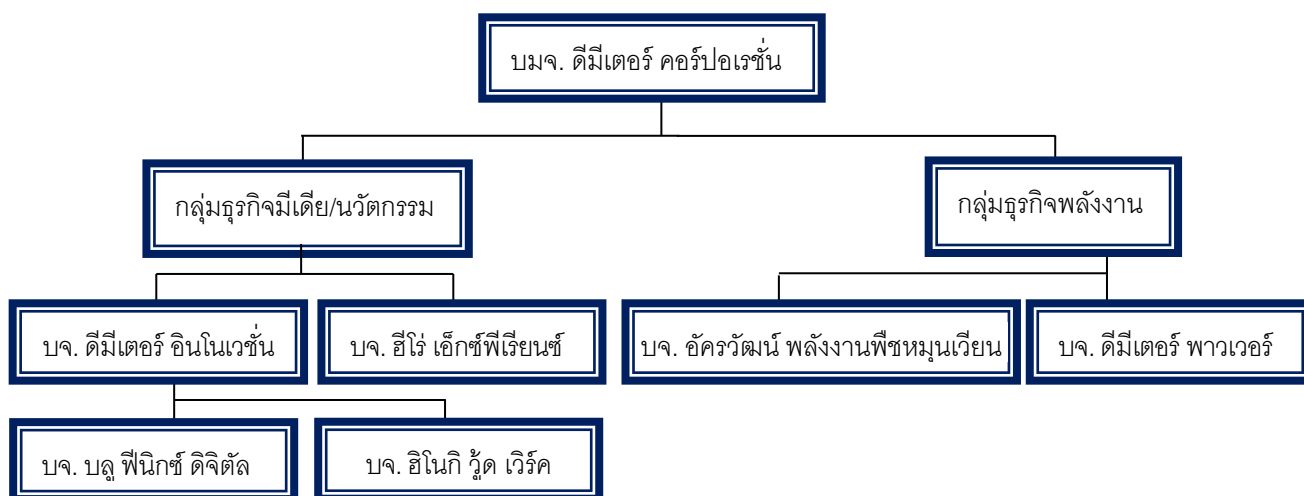 บมจ. ดีมีเตอร์ คอร์ปอเรชั่น
กลุ่มธุรกิจมีเดีย/นวัตกรรม
กลุ่มธุรกิจพลังงาน
บจ. ดีมีเตอร์ อินโนเวชั่น
บจ. ฮีโร่ เอ็กซ์พีเรียนซ์
บจ. อัครวัฒน์ พลังงานพืชหมุนเวียน
บจ. ดีมีเตอร์ พาวเวอร์
บจ. บลู ฟีนิกซ์ ดิจิตัล
บจ. ฮิโนกิ วู้ด เวิร์ค